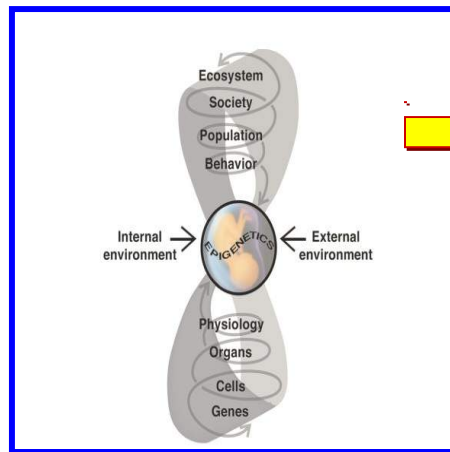 Ecosystem
Society
Population
Behavior
Internal environment
EPIGENETICS
External environment
Physiology
Organs
Cells
Genes